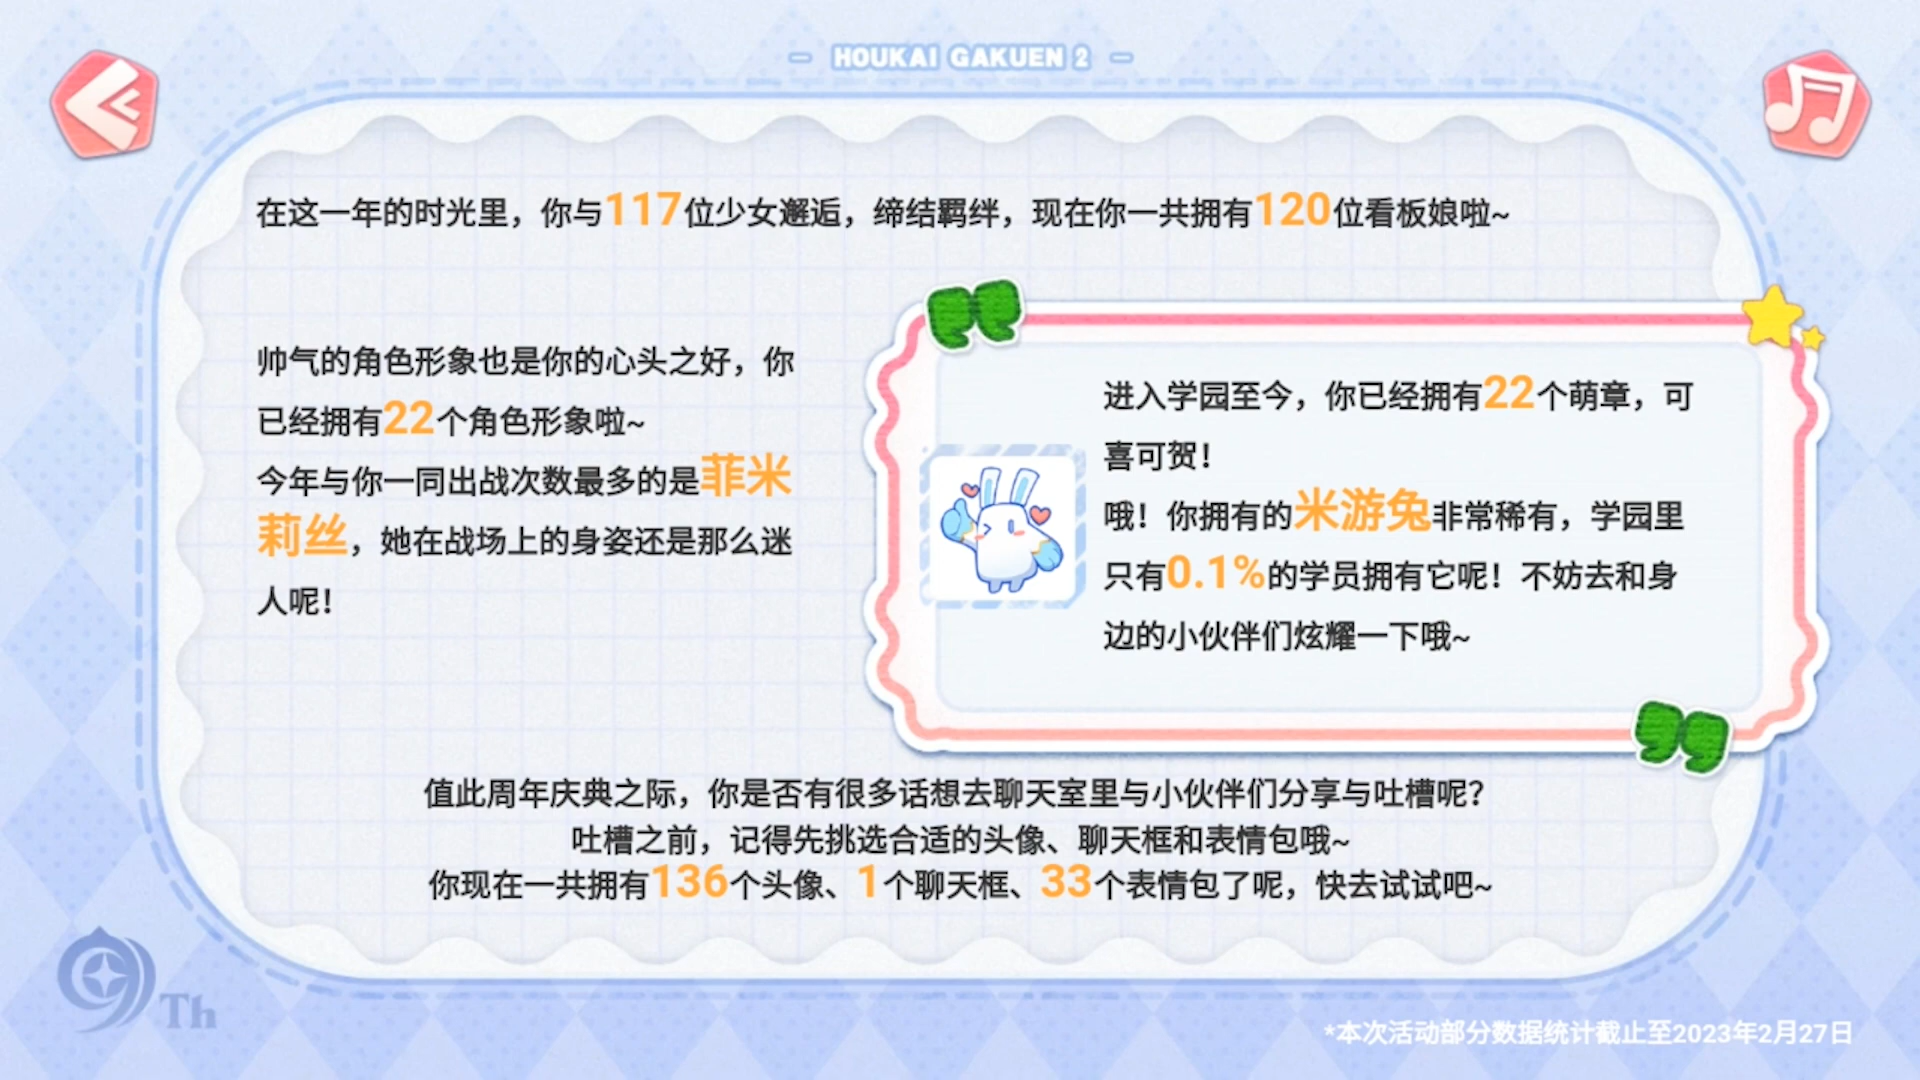 HOUKAI GAKUEN 2
在这一年的时光里，你与117位少女邂逅，缔结羁绊，现在你一共拥有120位看板娘啦~
帅气的角色形象也是你的心头之好，你
已经拥有22个角色形象啦~
今年与你一同出战次数最多的是菲米
莉丝，她在战场上的身姿还是那么迷
人呢！
进入学园至今，你已经拥有22个萌章，可
喜可贺！
哦！你拥有的米游兔非常稀有，学园里
只有0.1%的学员拥有它呢！不妨去和身
边的小伙伴们炫耀一下哦~
值此周年庆典之际，你是否有很多话想去聊天室里与小伙伴们分享与吐槽呢？
吐槽之前，记得先挑选合适的头像、聊天框和表情包哦~
你现在一共拥有136个头像、1个聊天框、33个表情包了呢，快去试试吧~
9Th
*本次活动部分数据统计截止至2023年2月27日